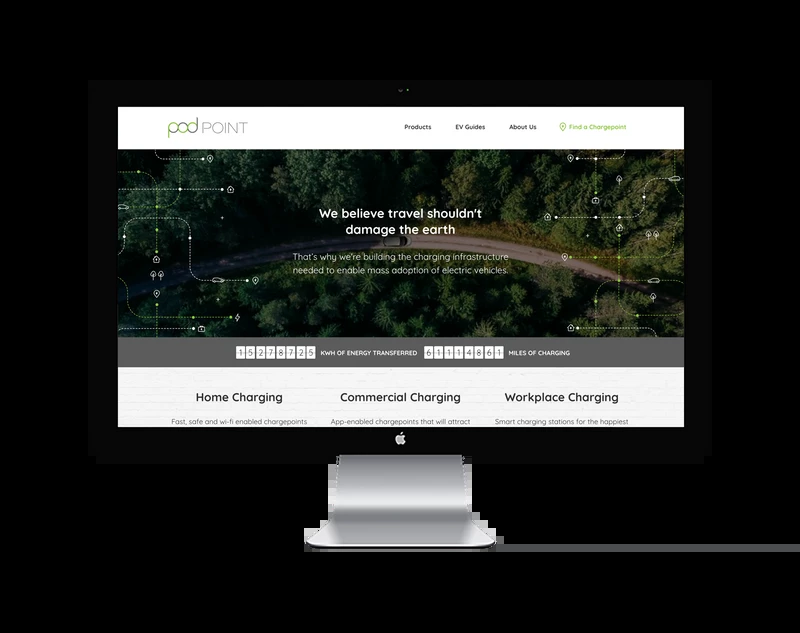 pod POINT
Products EV Guides About Us Find a Chargepoint
We believe travel shouldn't
damage the earth
That's why we're building the charging infrastructure
needed to enable mass adoption of electric vehicles.
15278725 KWH OF ENERGY TRANSFERRED 61114861 MILES OF CHARGING
Home Charging Commercial Charging Workplace Charging
Fast, safe and wi-fi enabled chargepoints App-enabled chargepoints that will attract Smart charging stations for the happiest